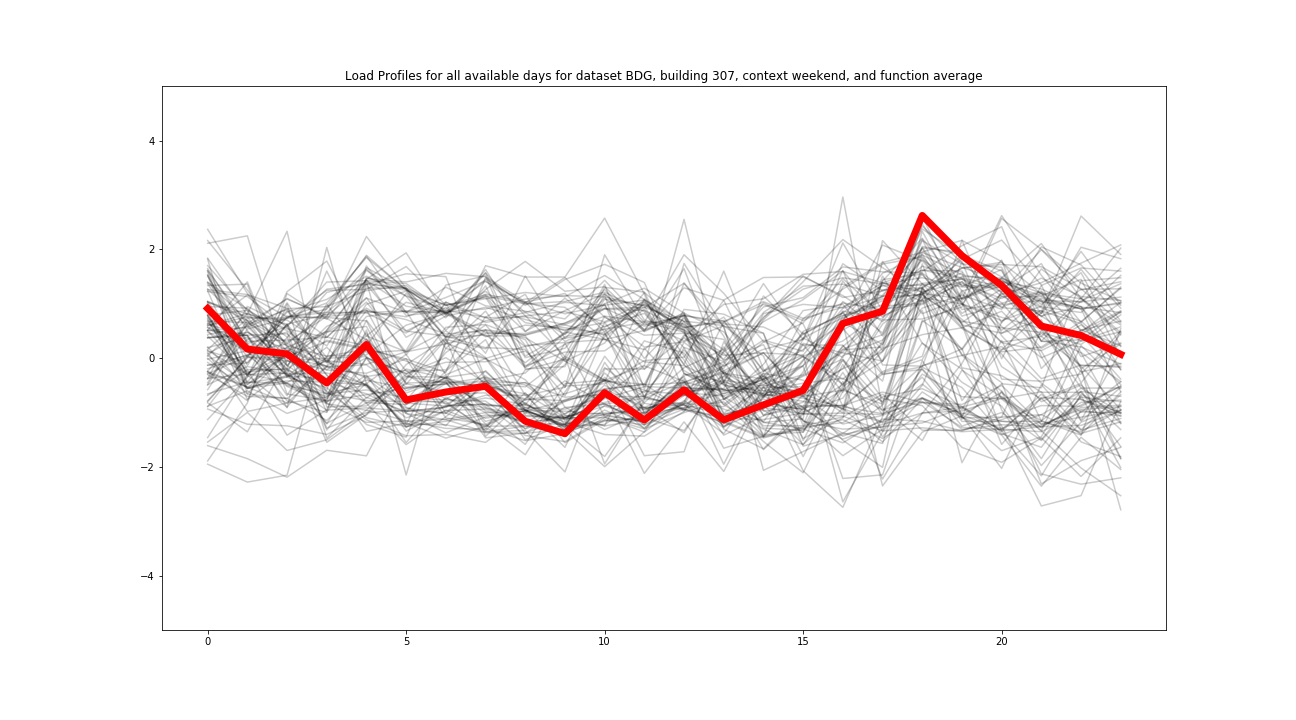 Load Profiles for all available days for dataset BDG, building 307, context weekend, and function average
4
2
0
−2
−4
0 5 10 15 20